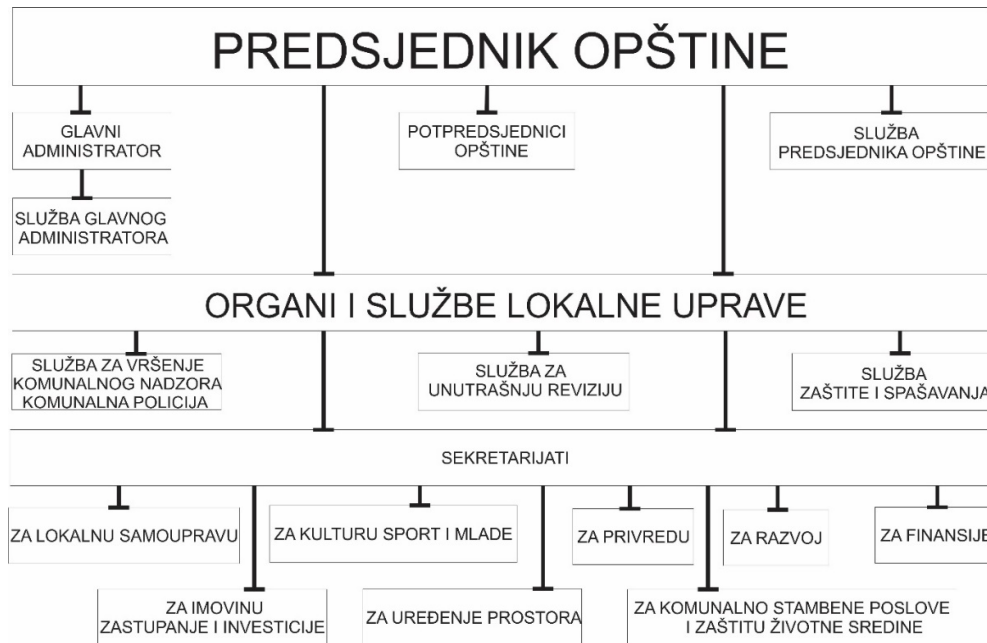 PREDSJEDNIK OPŠTINE
GLAVNI
ADMINISTRATOR
POTPREDSJEDNICI
OPŠTINE
SLUŽBA
PREDSJEDNIKA OPŠTINE
SLUŽBA GLAVNOG
ADMINISTRATORA
ORGANI I SLUŽBE LOKALNE UPRAVE
SLUŽBA ZA VRŠENJE
KOMUNALNOG NADZORA
KOMUNALNA POLICIJA
SLUŽBA ZA
UNUTRAŠNJU REVIZIJU
SLUŽBA
ZAŠTITE I SPAŠAVANJA
SEKRETARIJATI
ZA LOKALNU SAMOUPRAVU
ZA KULTURU SPORT I MLADE
ZA PRIVREDU
ZA RAZVOJ
ZA FINANSIJE
ZA IMOVINU
ZASTUPANJE I INVESTICIJE
ZA UREĐENJE PROSTORA
ZA KOMUNALNO STAMBENE POSLOVE
I ZAŠTITU ŽIVOTNE SREDINE